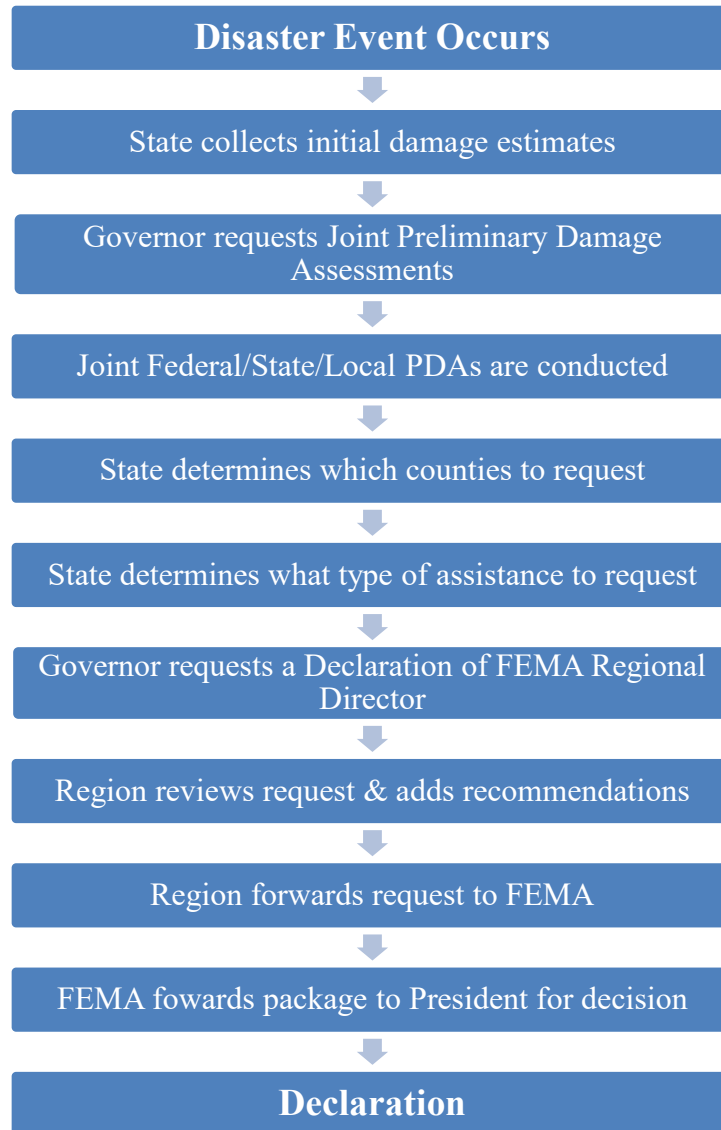 Disaster Event Occurs
State collects initial damage estimates
Governor requests Joint Preliminary Damage
Assessments
Joint Federal/State/Local PDAs are conducted
State determines which counties to request
State determines what type of assistance to request
Governor requests a Declaration of FEMA Regional
Director
Region reviews request & adds recommendations
Region forwards request to FEMA
FEMA fowards package to President for decision
Declaration